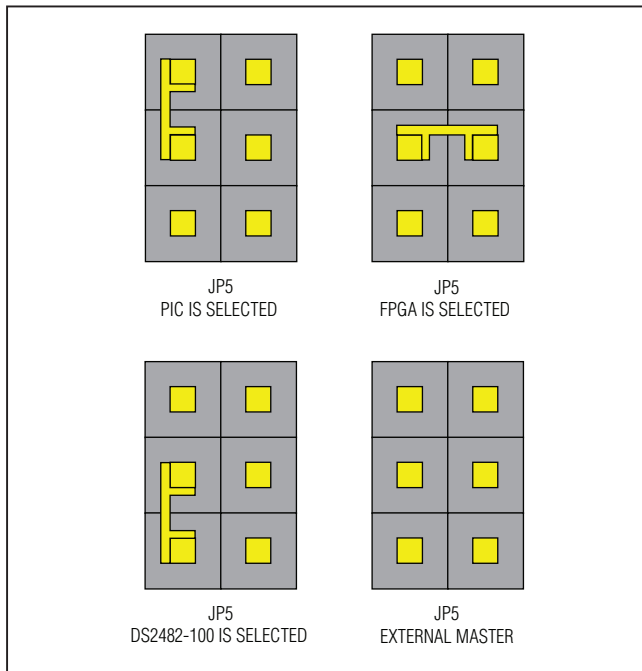 JP5
PIC IS SELECTED
JP5
FPGA IS SELECTED
JP5
DS2482-100 IS SELECTED
JP5
EXTERNAL MASTER